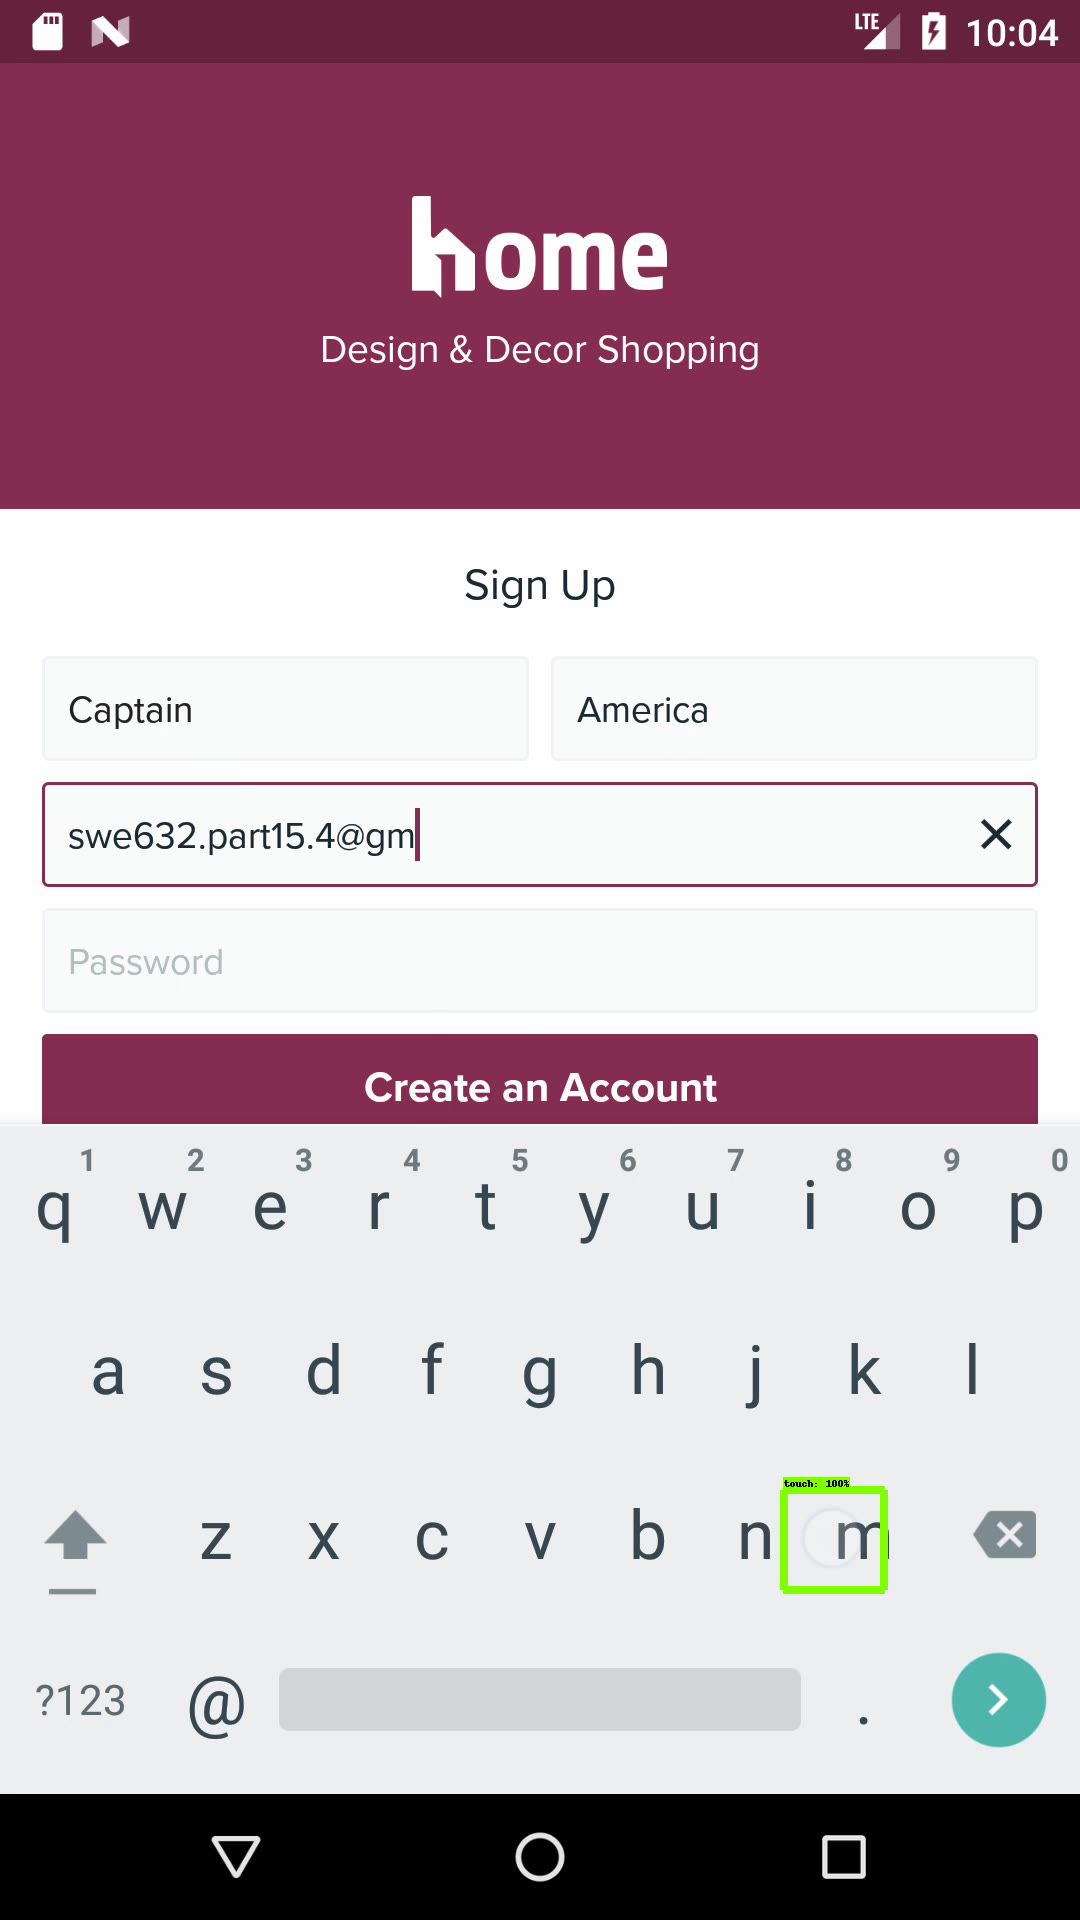 LTE 10:04
home
Design & Decor Shopping
Sign Up
Captain America
swe632.part15.4@gm
Password
Create an Account
1 2 3 4 5 6 7 8 9 0
q w e r t y u i o p
a s d f g h j k l
touch: 100%
z x c v b n m
?123 @ .